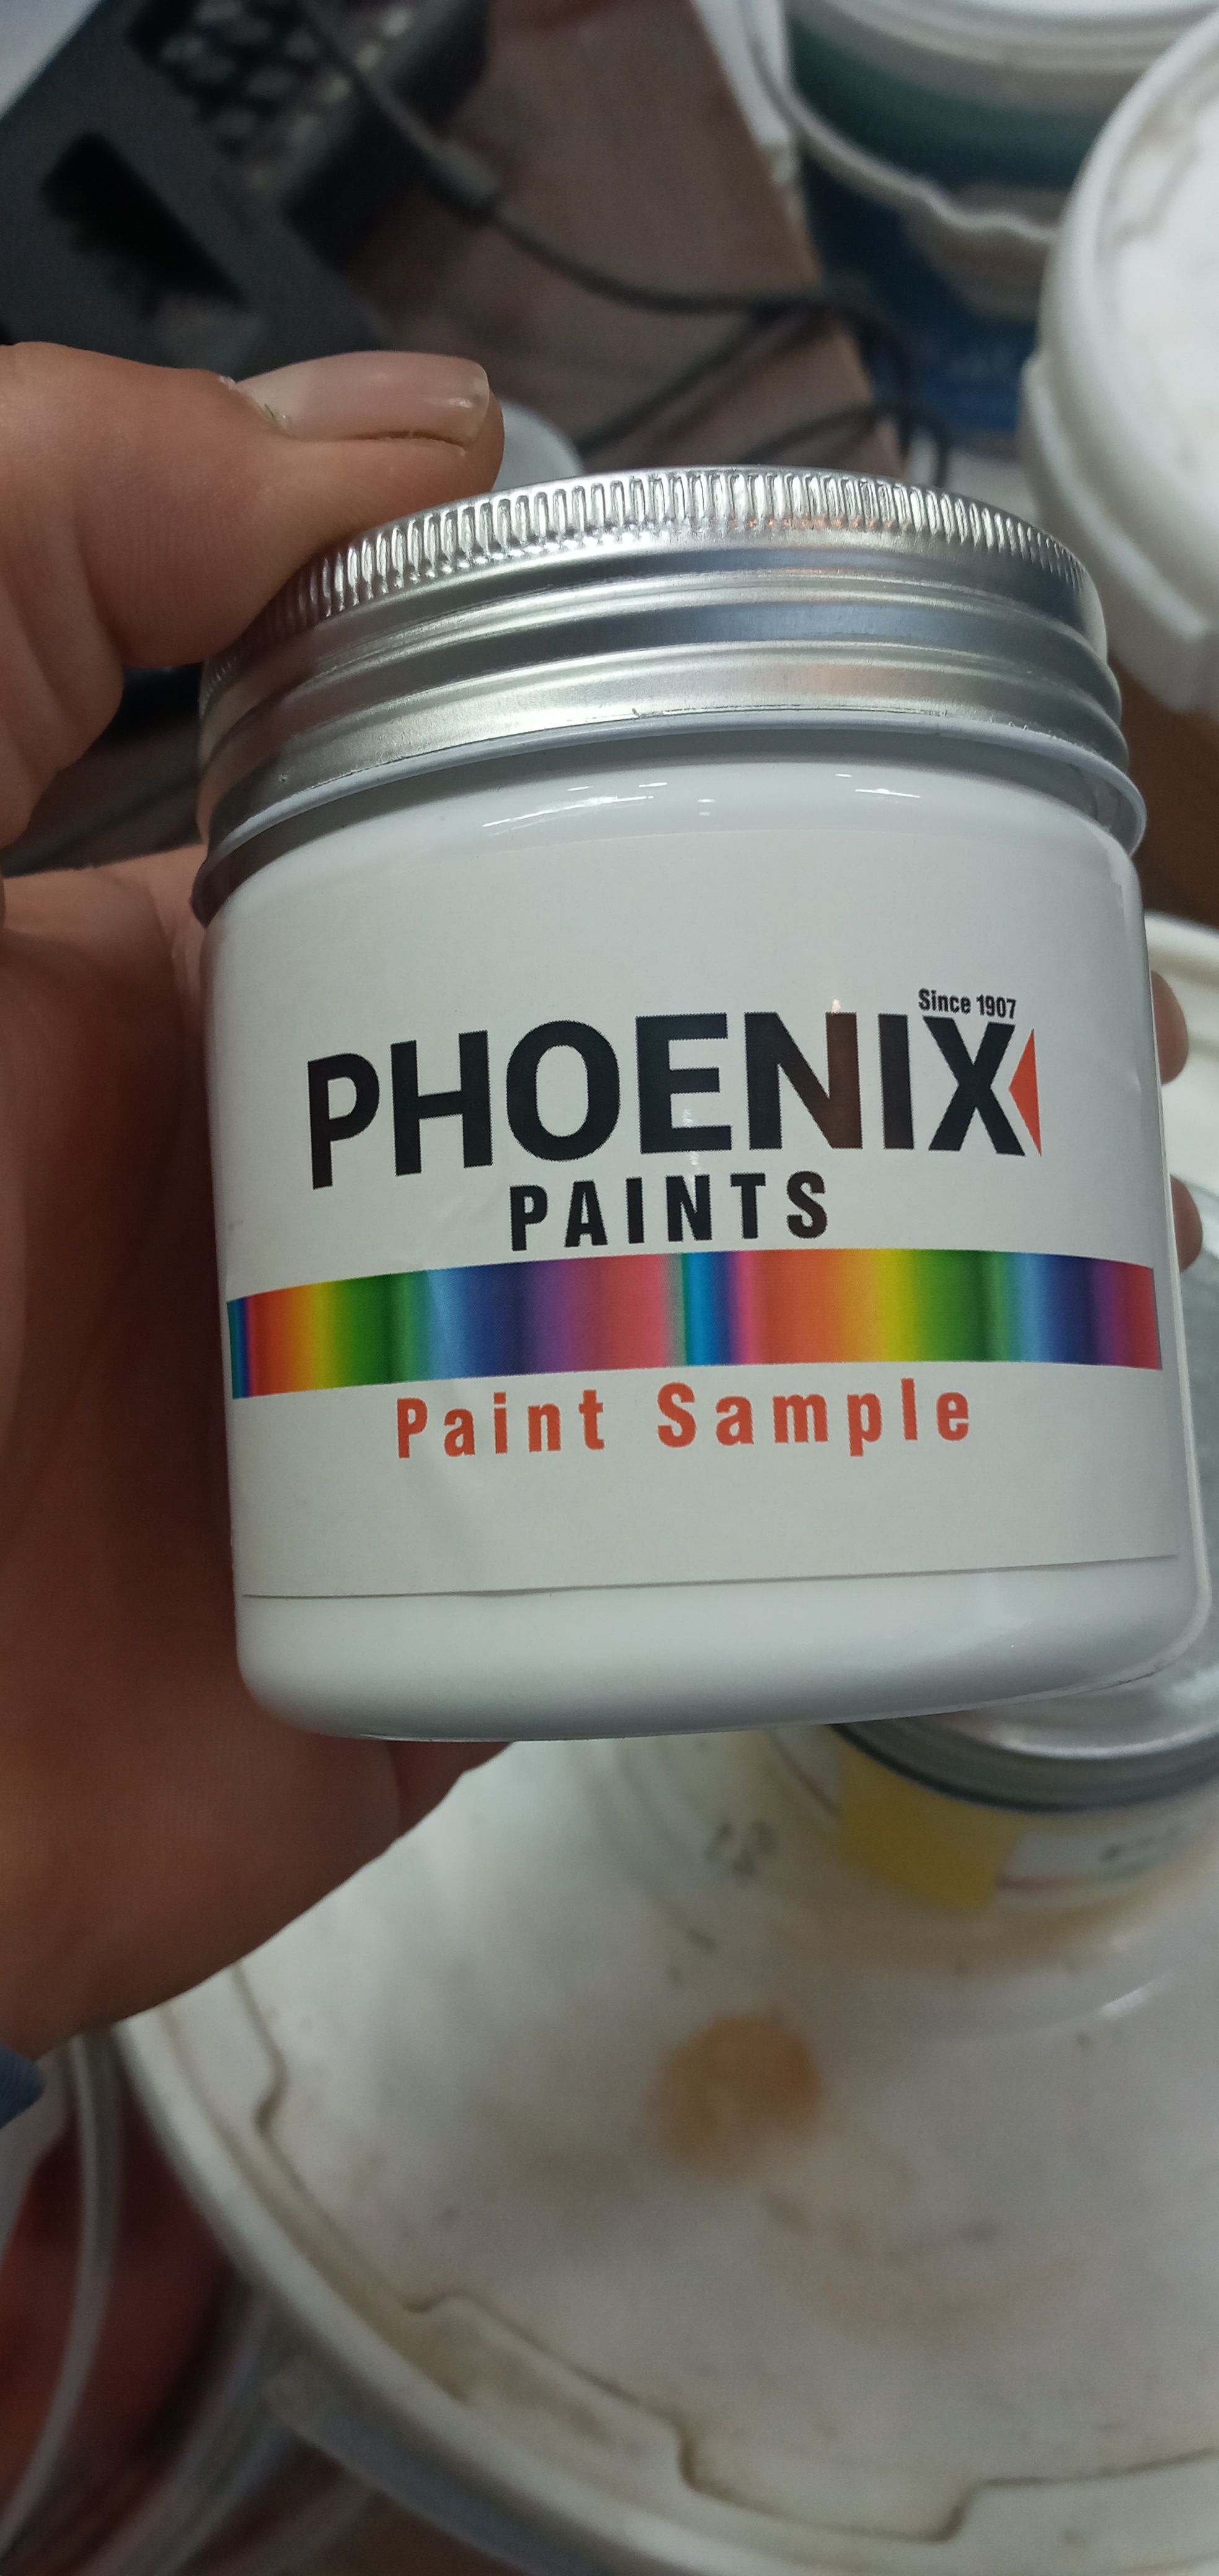 Since 1907
PHOENIX
PAINTS
Paint Sample